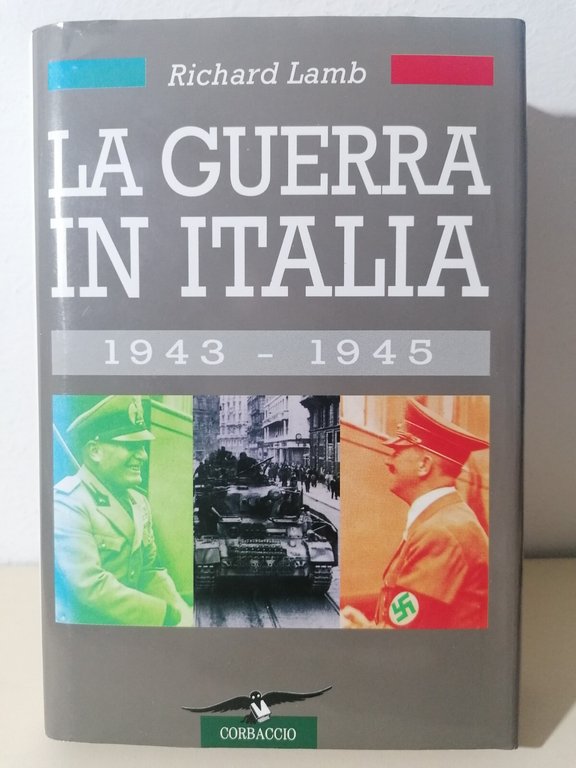 Richard Lamb
LA GUERRA
IN ITALIA
1943 - 1945
CORBACCIO